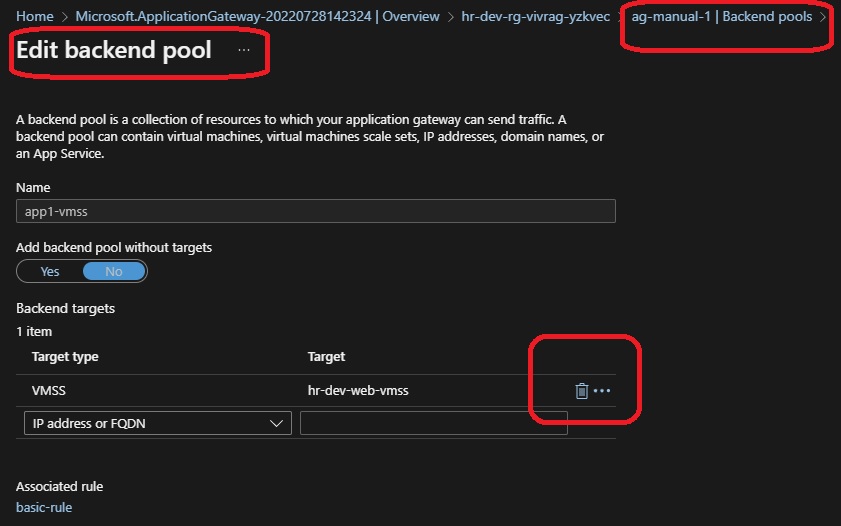 Home > Microsoft.ApplicationGateway-20220728142324 | Overview > hr-dev-rg-vivrag-yzkvec > ag-manual-1 | Backend pools >
Edit backend pool ...
A backend pool is a collection of resources to which your application gateway can send traffic. A
backend pool can contain virtual machines, virtual machines scale sets, IP addresses, domain names, or
an App Service.
Name
app1-vmss
Add backend pool without targets
Yes No
Backend targets
1 item
Target type Target
VMSS hr-dev-web-vmss
IP address or FQDN
Associated rule
basic-rule